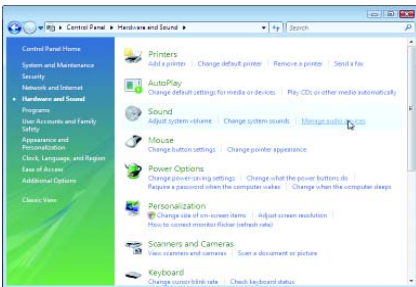 Control Panel ▸ Hardware and Sound ▸
Search
Control Panel Home
System and Maintenance
Security
Network and Internet
Hardware and Sound
Programs
User Accounts and Family
Safety
Appearance and
Personalization
Clock, Language, and Region
Ease of Access
Additional Options
Classic View
Printers
Add a printer | Change default printer | Remove a printer | Send a fax
AutoPlay
Change default settings for media or devices | Play CDs or other media automatically
Sound
Adjust system volume | Change system sounds | Manage audio devices
Mouse
Change button settings | Change pointer appearance
Power Options
Change power-saving settings | Change what the power buttons do
Require a password when the computer wakes | Change when the computer sleeps
Personalization
Change size of on-screen items | Adjust screen resolution
How to correct monitor flicker (refresh rate)
Scanners and Cameras
View scanners and cameras | Scan a document or picture
Keyboard
Change cursor blink rate | Check keyboard status